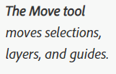 The Move tool
moves selections,
layers, and guides.